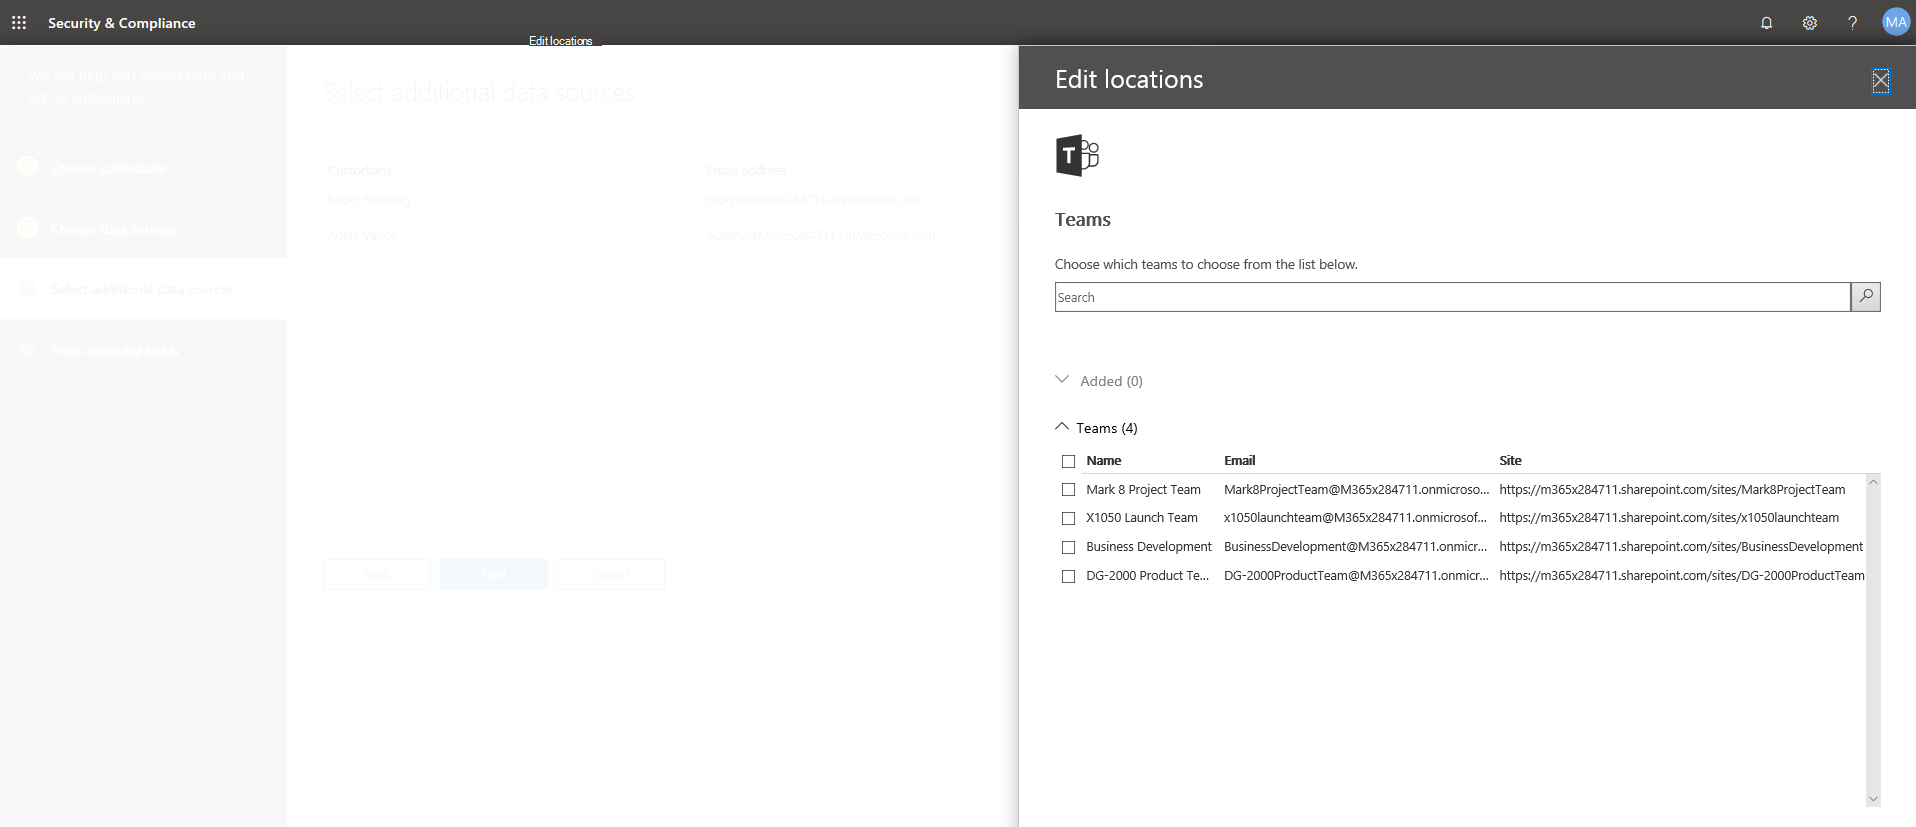 Security & Compliance
MA
Edit locations
We will help you collect data and
set up custodians.
Choose custodians
Choose data sources
Select additional data sources
Place custodial holds
Select additional data sources
Custodians Email address
Rocky Messing rocky@M365x284711.onmicrosoft.com
Adele Vance AdeleV@M365x284711.OnMicrosoft.com
Back Next Cancel
Edit locations
T
Teams
Choose which teams to choose from the list below.
Search
Added (0)
Teams (4)
Name Email Site
Mark 8 Project Team Mark8ProjectTeam@M365x284711.onmicroso... https://m365x284711.sharepoint.com/sites/Mark8ProjectTeam
X1050 Launch Team x1050launchteam@M365x284711.onmicrosof... https://m365x284711.sharepoint.com/sites/x1050launchteam
Business Development BusinessDevelopment@M365x284711.onmicr... https://m365x284711.sharepoint.com/sites/BusinessDevelopment
DG-2000 Product Te... DG-2000ProductTeam@M365x284711.onmicr... https://m365x284711.sharepoint.com/sites/DG-2000ProductTeam